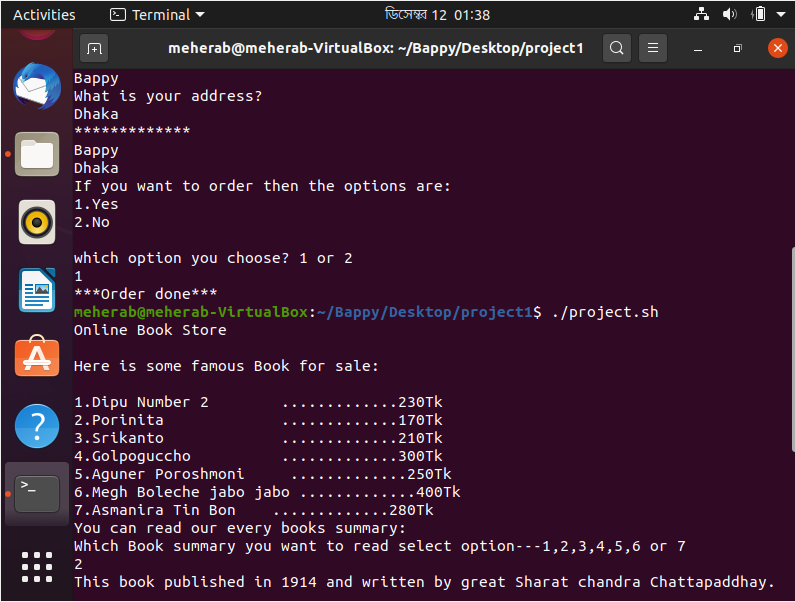 Activities Terminal ডিসেম্বর 12 01:38
meherab@meherab-VirtualBox: ~/Bappy/Desktop/project1
Bappy
What is your address?
Dhaka
*************
Bappy
Dhaka
If you want to order then the options are:
1.Yes
2.No
which option you choose? 1 or 2
1
***Order done***
meherab@meherab-VirtualBox:~/Bappy/Desktop/project1$ ./project.sh
Online Book Store
Here is some famous Book for sale:
1.Dipu Number 2        .............230Tk
2.Porinita             .............170Tk
3.Srikanto             .............210Tk
4.Golpoguccho          .............300Tk
5.Aguner Poroshmoni     .............250Tk
6.Megh Boleche jabo jabo .............400Tk
7.Asmanira Tin Bon    .............280Tk
You can read our every books summary:
Which Book summary you want to read select option---1,2,3,4,5,6 or 7
2
This book published in 1914 and written by great Sharat chandra Chattapaddhay.